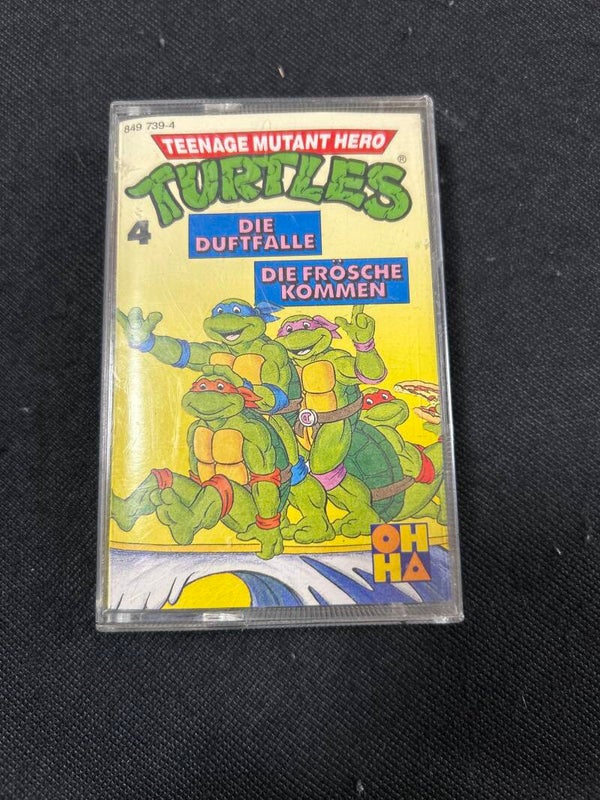 849 739-4
TEENAGE MUTANT HERO
TURTLES®
4
DIE
DUFTFALLE
DIE FRÖSCHE
KOMMEN
OH
HA